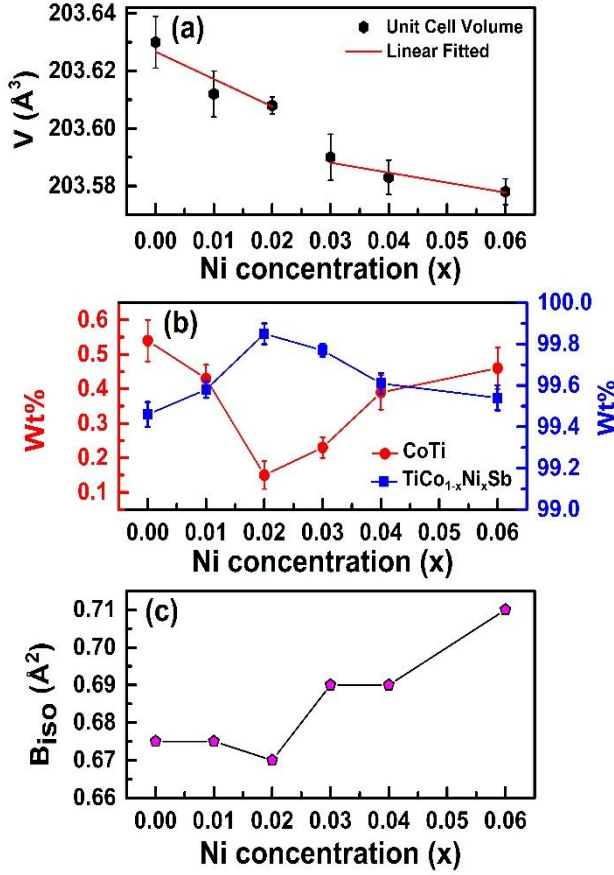 (a)
Unit Cell Volume
Linear Fitted
V (Å³)
203.64
203.62
203.60
203.58
0.00 0.01 0.02 0.03 0.04 0.05 0.06
Ni concentration (x)
(b)
Wt%
0.6
0.5
0.4
0.3
0.2
0.1
100.0
99.8
99.6
99.4
99.2
99.0
Wt%
CoTi
TiCo₁₋ₓNiₓSb
0.00 0.01 0.02 0.03 0.04 0.05 0.06
Ni concentration (x)
(c)
B_iso (Å²)
0.71
0.70
0.69
0.68
0.67
0.66
0.00 0.01 0.02 0.03 0.04 0.05 0.06
Ni concentration (x)